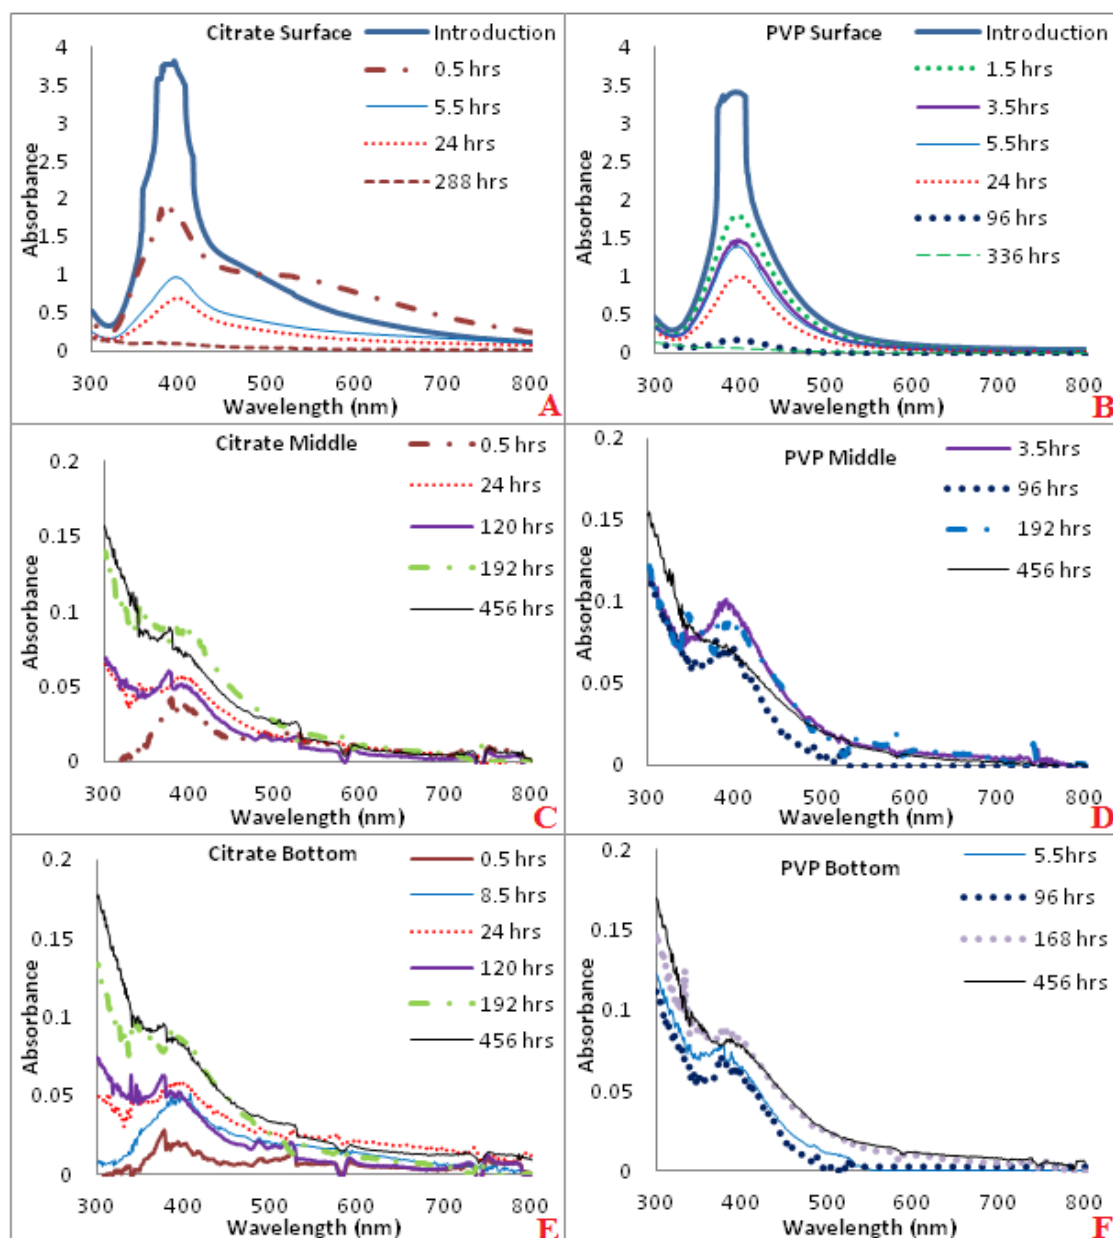 Citrate Surface
Introduction
0.5 hrs
5.5 hrs
24 hrs
288 hrs
4
3.5
3
2.5
2
1.5
1
0.5
0
Absorbance
300 400 500 600 700 800
Wavelength (nm)
A
PVP Surface
Introduction
1.5 hrs
3.5hrs
5.5hrs
24 hrs
96 hrs
336 hrs
4
3.5
3
2.5
2
1.5
1
0.5
0
Absorbance
300 400 500 600 700 800
Wavelength (nm)
B
Citrate Middle
0.5 hrs
24 hrs
120 hrs
192 hrs
456 hrs
0.2
0.15
0.1
0.05
0
Absorbance
300 400 500 600 700 800
Wavelength (nm)
C
PVP Middle
3.5hrs
96 hrs
192 hrs
456 hrs
0.2
0.15
0.1
0.05
0
Absorbance
300 400 500 600 700 800
Wavelength (nm)
D
Citrate Bottom
0.5 hrs
8.5 hrs
24 hrs
120 hrs
192 hrs
456 hrs
0.2
0.15
0.1
0.05
0
Absorbance
300 400 500 600 700 800
Wavelength (nm)
E
PVP Bottom
5.5hrs
96 hrs
168 hrs
456 hrs
0.2
0.15
0.1
0.05
0
Absorbance
300 400 500 600 700 800
Wavelength (nm)
F